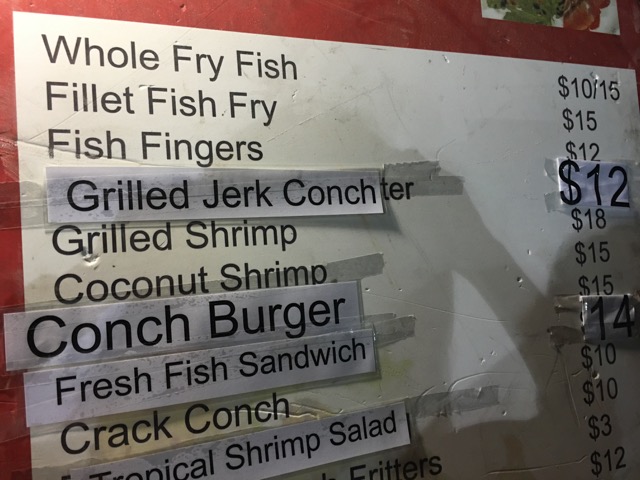 Whole Fry Fish
Fillet Fish Fry
Fish Fingers
Grilled Jerk Conch ter
Grilled Shrimp
Coconut Shrimp
Conch Burger
Fresh Fish Sandwich
Crack Conch
Tropical Shrimp Salad
Fritters
$10/15
$15
$12
$12
$18
$15
$15
14
$10
$10
$3
$12